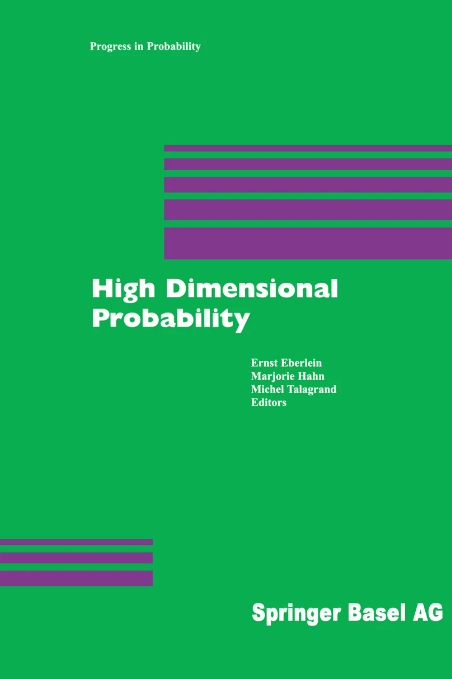 Progress in Probability
High Dimensional
Probability
Ernst Eberlein
Marjorie Hahn
Michel Talagrand
Editors
Springer Basel AG